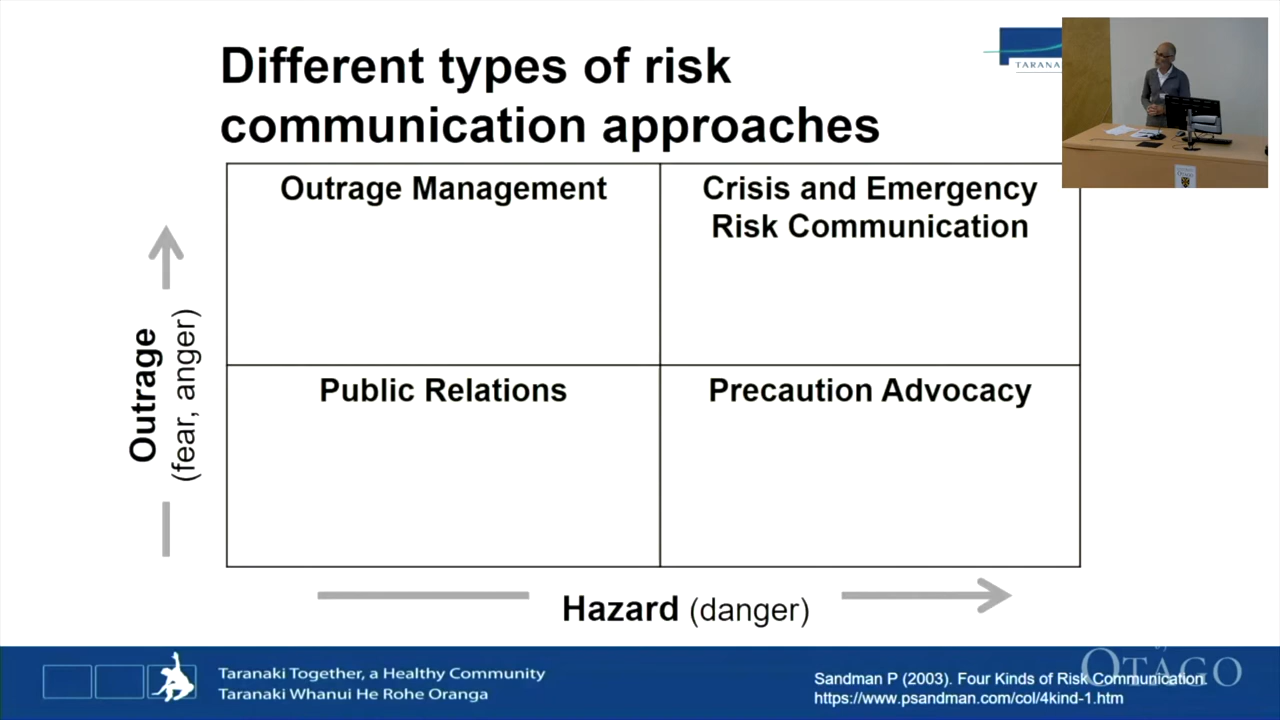 Different types of risk
communication approaches
TARANA
Outrage Management
Crisis and Emergency
Risk Communication
Outrage
(fear, anger)
Public Relations
Precaution Advocacy
Hazard (danger)
Taranaki Together, a Healthy Community
Taranaki Whanui He Rohe Oranga
OTAGO
Sandman P (2003). Four Kinds of Risk Communication
https://www.psandman.com/col/4kind-1.htm